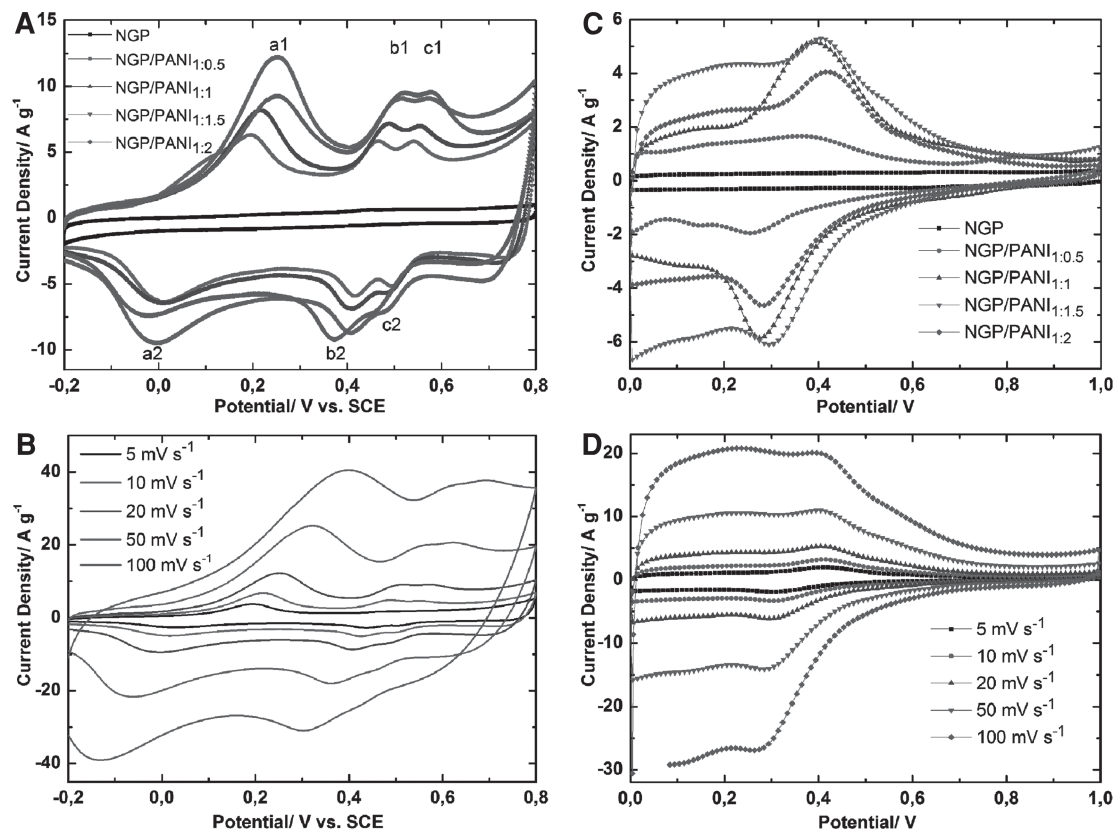 A
Current Density/ A g-1
15
10
5
0
-5
-10
-0,2 0,0 0,2 0,4 0,6 0,8
Potential/ V vs. SCE
NGP
NGP/PANI1:0.5
NGP/PANI1:1
NGP/PANI1:1.5
NGP/PANI1:2
a1
b1
c1
a2
b2
c2
C
Current Density/ A g-1
6
4
2
0
-2
-4
-6
0,0 0,2 0,4 0,6 0,8 1,0
Potential/ V
NGP
NGP/PANI1:0.5
NGP/PANI1:1
NGP/PANI1:1.5
NGP/PANI1:2
B
Current Density/ A g-1
40
20
0
-20
-40
-0,2 0,0 0,2 0,4 0,6 0,8
Potential/ V vs. SCE
5 mV s-1
10 mV s-1
20 mV s-1
50 mV s-1
100 mV s-1
D
Current Density/ A g-1
20
10
0
-10
-20
-30
0,0 0,2 0,4 0,6 0,8 1,0
Potential/ V
5 mV s-1
10 mV s-1
20 mV s-1
50 mV s-1
100 mV s-1